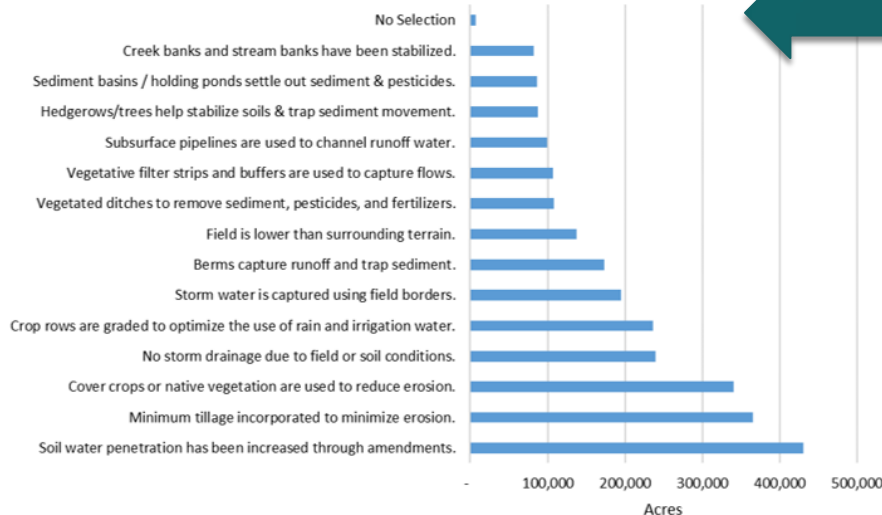 No Selection
Creek banks and stream banks have been stabilized.
Sediment basins / holding ponds settle out sediment & pesticides.
Hedgerows/trees help stabilize soils & trap sediment movement.
Subsurface pipelines are used to channel runoff water.
Vegetative filter strips and buffers are used to capture flows.
Vegetated ditches to remove sediment, pesticides, and fertilizers.
Field is lower than surrounding terrain.
Berms capture runoff and trap sediment.
Storm water is captured using field borders.
Crop rows are graded to optimize the use of rain and irrigation water.
No storm drainage due to field or soil conditions.
Cover crops or native vegetation are used to reduce erosion.
Minimum tillage incorporated to minimize erosion.
Soil water penetration has been increased through amendments.
- 100,000 200,000 300,000 400,000 500,000
Acres